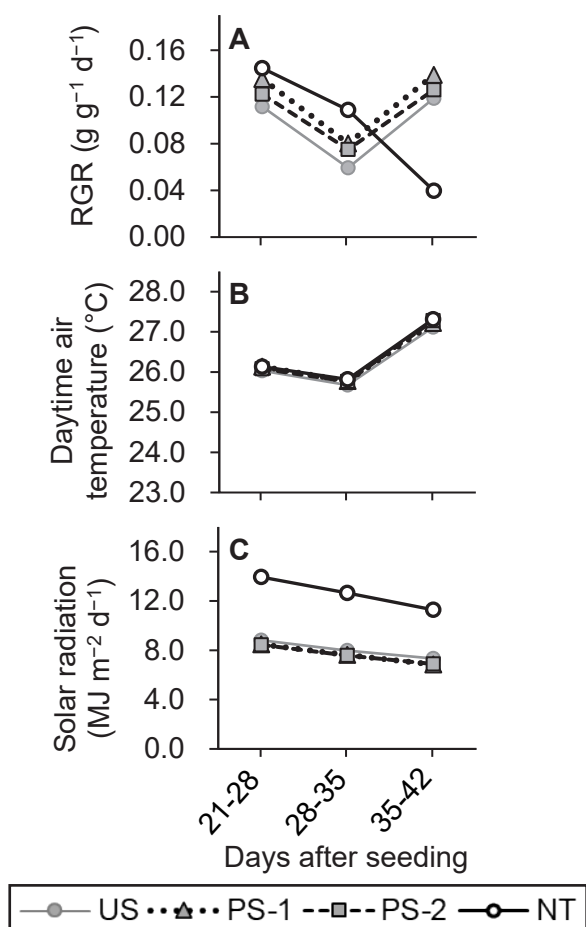 A
RGR (g g⁻¹ d⁻¹)
0.16
0.12
0.08
0.04
0.00
B
Daytime air
temperature (°C)
28.0
27.0
26.0
25.0
24.0
23.0
C
Solar radiation
(MJ m⁻² d⁻¹)
16.0
12.0
8.0
4.0
0.0
21-28 28-35 35-42
Days after seeding
US PS-1 PS-2 NT